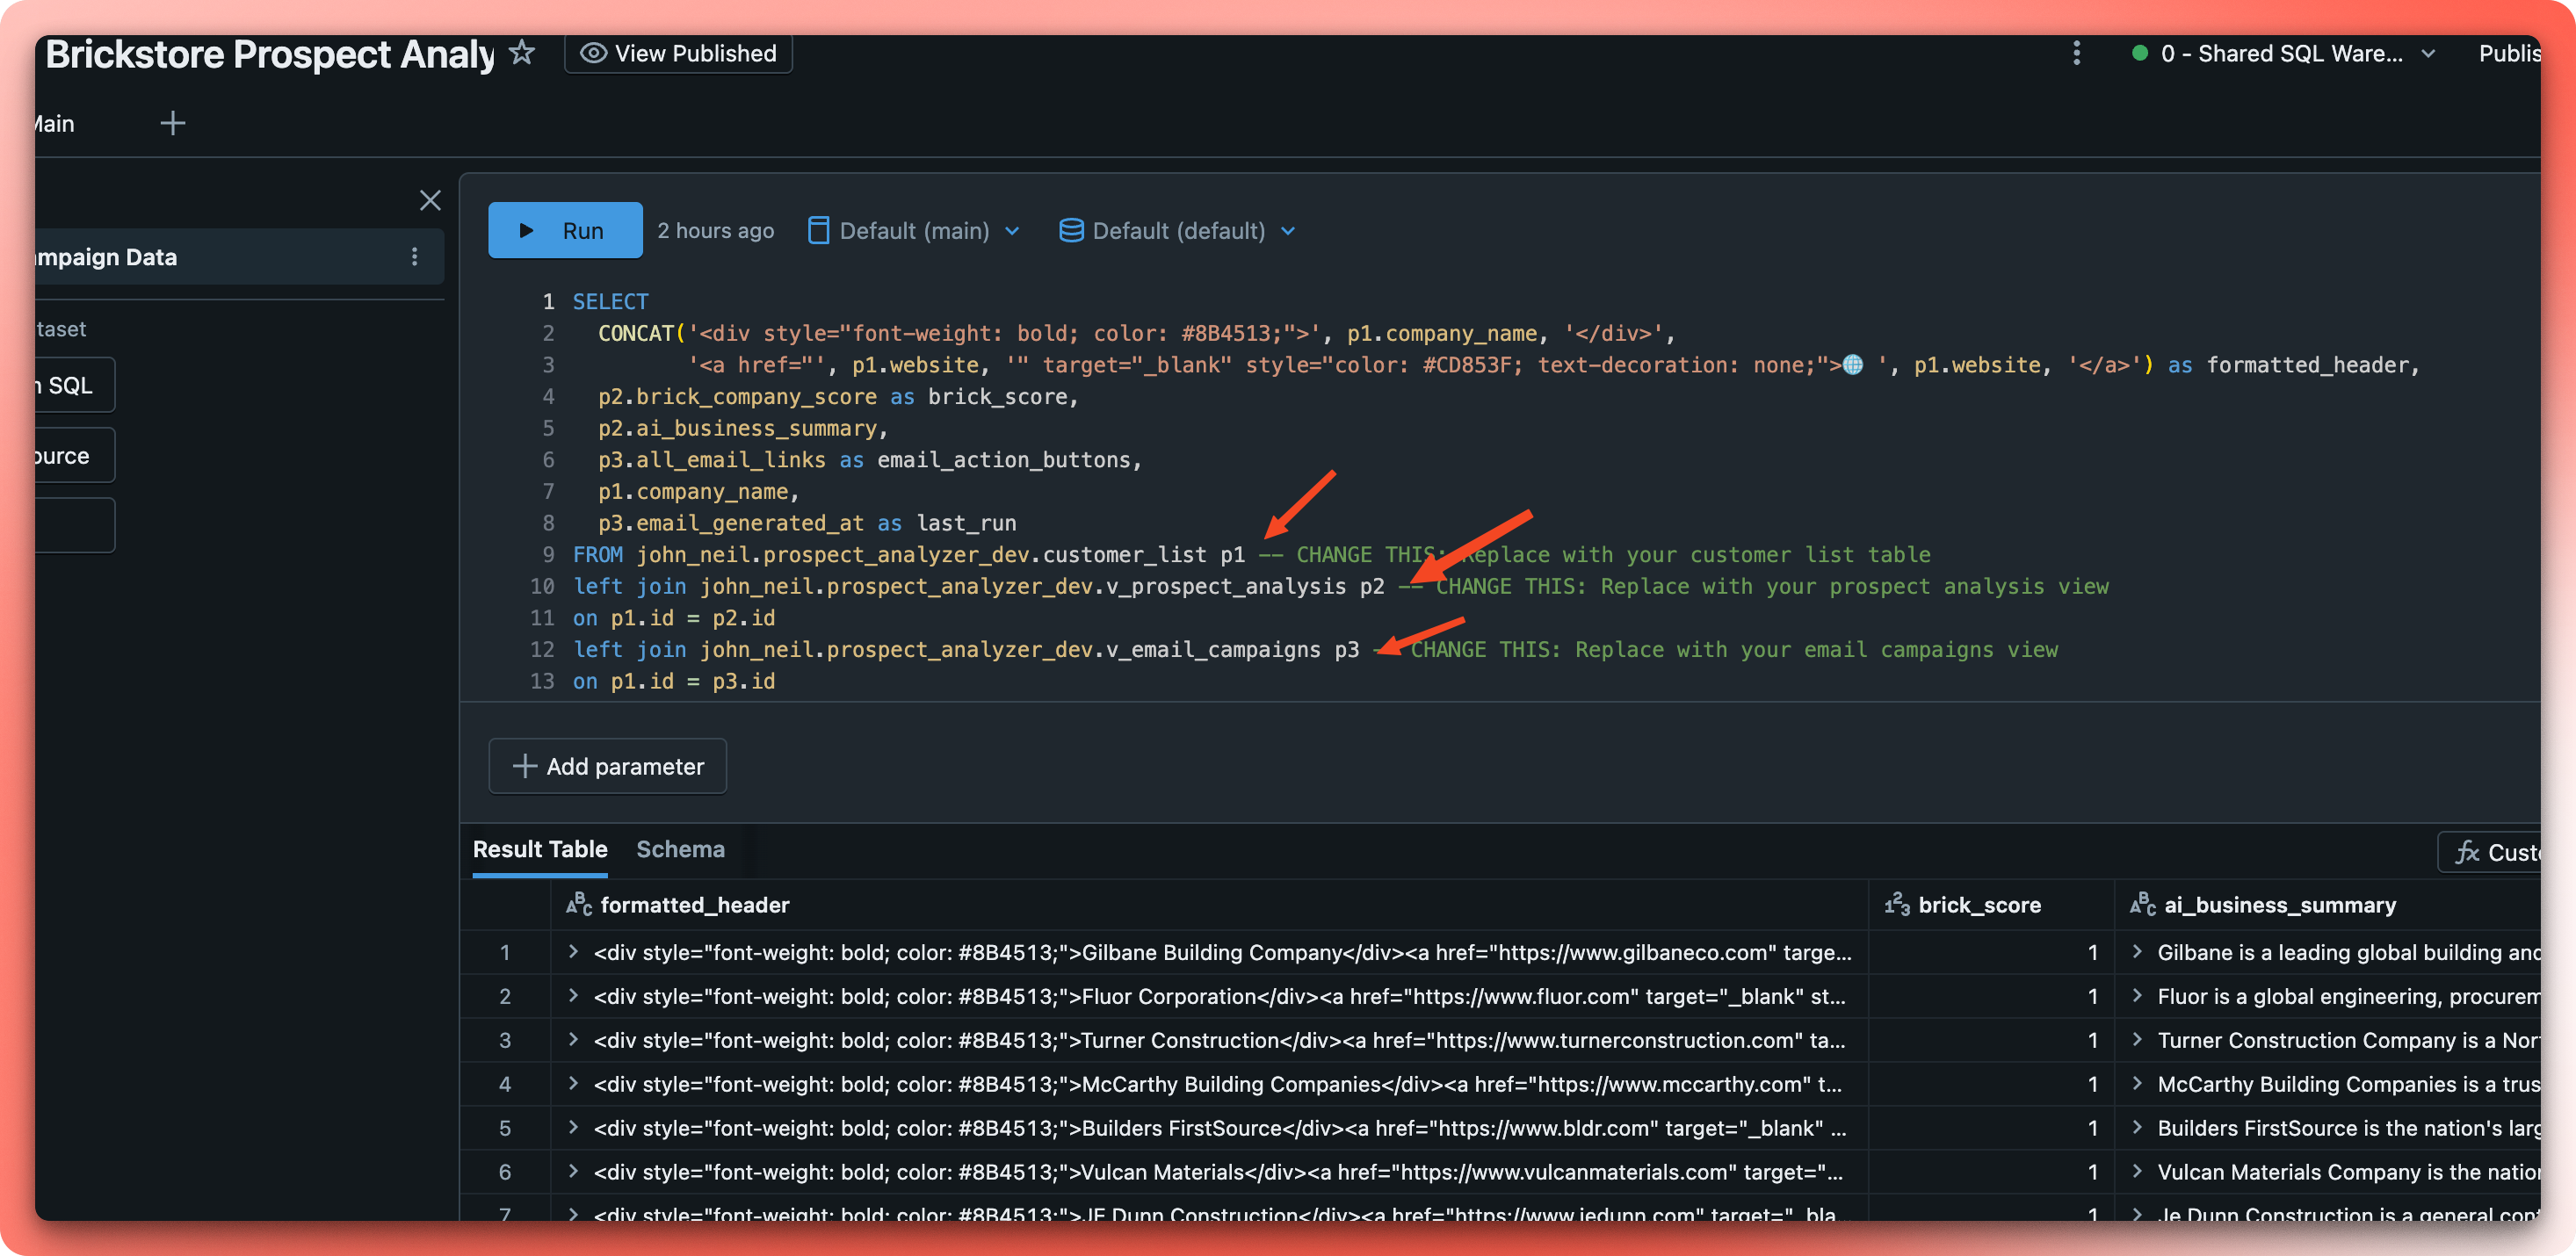 Brickstore Prospect Analy
View Published
0 - Shared SQL Ware...
Publis
Main
Run
2 hours ago
Default (main)
Default (default)
mpaign Data
taset
SQL
ource
1 SELECT
2 CONCAT('<div style="font-weight: bold; color: #8B4513;">', p1.company_name, '</div>',
3 '<a href="', p1.website, '" target="_blank" style="color: #CD853F; text-decoration: none;">🌐 ', p1.website, '</a>') as formatted_header,
4 p2.brick_company_score as brick_score,
5 p2.ai_business_summary,
6 p3.all_email_links as email_action_buttons,
7 p1.company_name,
8 p3.email_generated_at as last_run
9 FROM john_neil.prospect_analyzer_dev.customer_list p1 -- CHANGE THIS: Replace with your customer list table
10 left join john_neil.prospect_analyzer_dev.v_prospect_analysis p2 -- CHANGE THIS: Replace with your prospect analysis view
11 on p1.id = p2.id
12 left join john_neil.prospect_analyzer_dev.v_email_campaigns p3 -- CHANGE THIS: Replace with your email campaigns view
13 on p1.id = p3.id
Add parameter
Result Table Schema
fx Custo
formatted_header brick_score ai_business_summary
1 <div style="font-weight: bold; color: #8B4513;">Gilbane Building Company</div><a href="https://www.gilbaneco.com" targe... 1 Gilbane is a leading global building and
2 <div style="font-weight: bold; color: #8B4513;">Fluor Corporation</div><a href="https://www.fluor.com" target="_blank" st... 1 Fluor is a global engineering, procurem
3 <div style="font-weight: bold; color: #8B4513;">Turner Construction</div><a href="https://www.turnerconstruction.com" ta... 1 Turner Construction Company is a Nor
4 <div style="font-weight: bold; color: #8B4513;">McCarthy Building Companies</div><a href="https://www.mccarthy.com" t... 1 McCarthy Building Companies is a trus
5 <div style="font-weight: bold; color: #8B4513;">Builders FirstSource</div><a href="https://www.bldr.com" target="_blank" ... 1 Builders FirstSource is the nation's larg
6 <div style="font-weight: bold; color: #8B4513;">Vulcan Materials</div><a href="https://www.vulcanmaterials.com" target="... 1 Vulcan Materials Company is the nation
7 <div style="font-weight: bold; color: #8B4513;">JE Dunn Construction</div><a href="https://www.jedunn.com" target="_bla... 1 Je Dunn Construction is a general cont